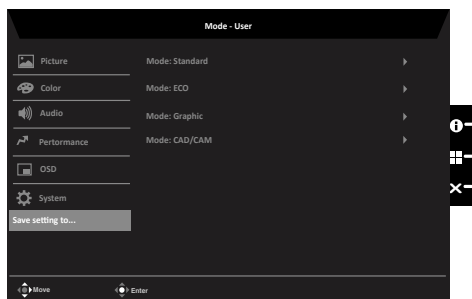 Mode - User
Picture
Mode: Standard
Color
Mode: ECO
Audio
Mode: Graphic
Pertormance
Mode: CAD/CAM
OSD
System
Save setting to...
Move
Enter